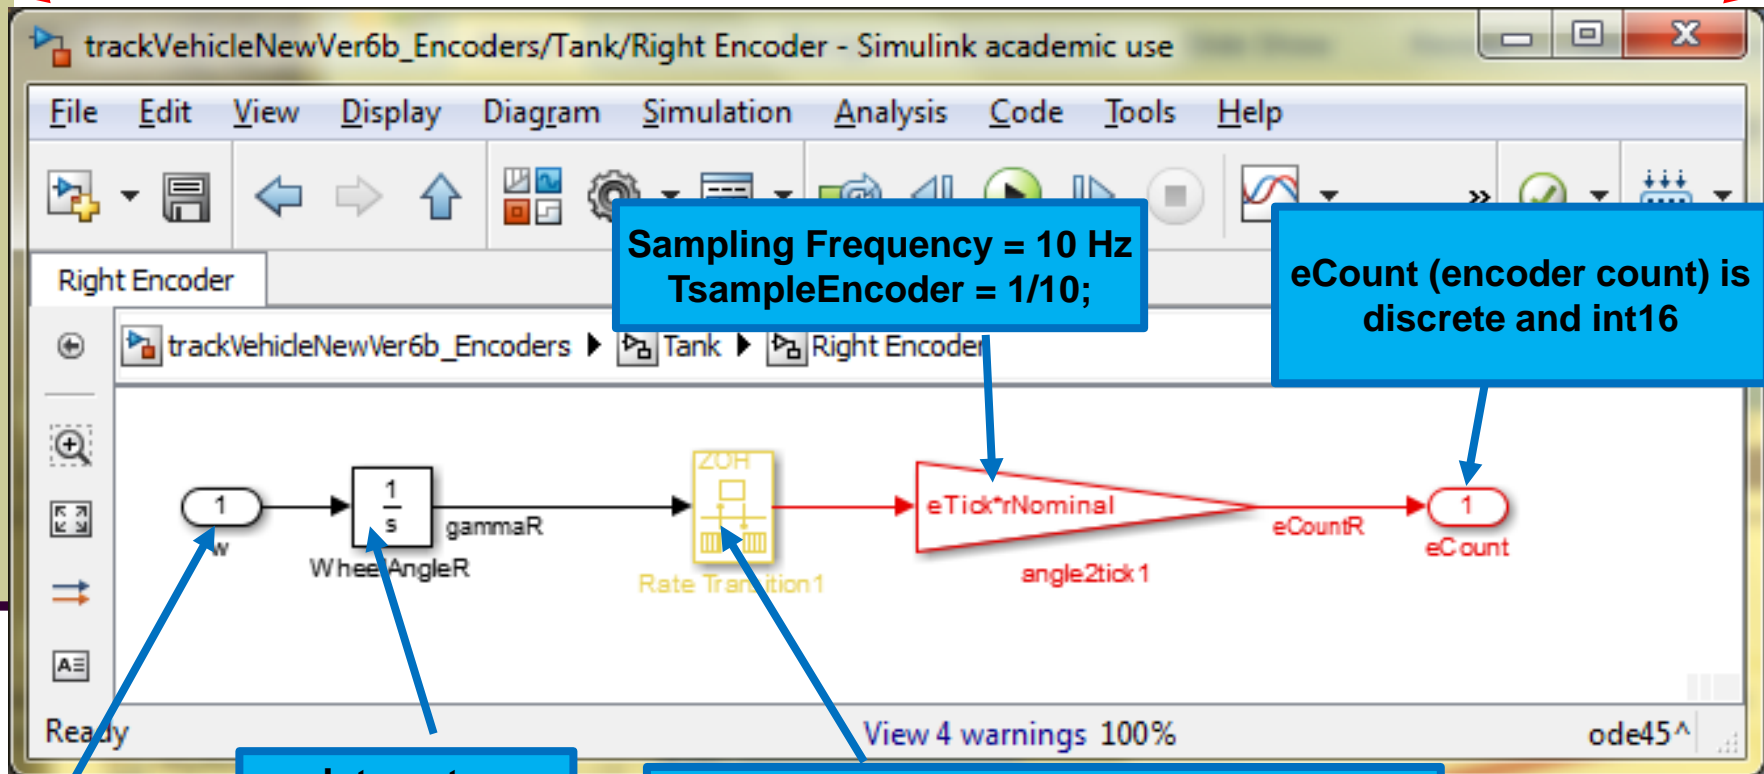 trackVehicleNewVer6b_Encoders/Tank/Right Encoder - Simulink academic use
File Edit View Display Diagram Simulation Analysis Code Tools Help
Sampling Frequency = 10 Hz
TsampleEncoder = 1/10;
eCount (encoder count) is
discrete and int16
Right Encoder
trackVehicleNewVer6b_Encoders Tank Right Encoder
ZOH
1
w
1
s
WheelAngleR
gammaR
Rate Transition1
eTick*rNominal
angle2tick1
eCountR
1
eCount
Ready
View 4 warnings 100%
ode45^